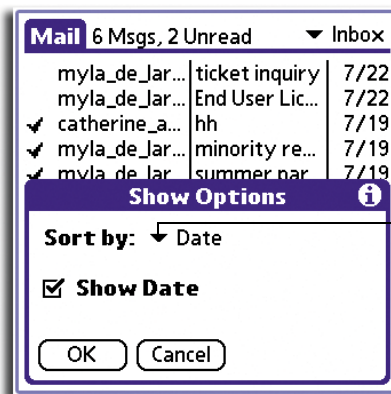 Mail 6 Msgs, 2 Unread Inbox
myla_de_lar... ticket inquiry 7/22
myla_de_lar... End User Lic... 7/22
catherine_a... hh 7/19
myla_de_lar... minority re... 7/19
myla_de_lar... summer par... 7/19
Show Options
Sort by: Date
Show Date
OK Cancel